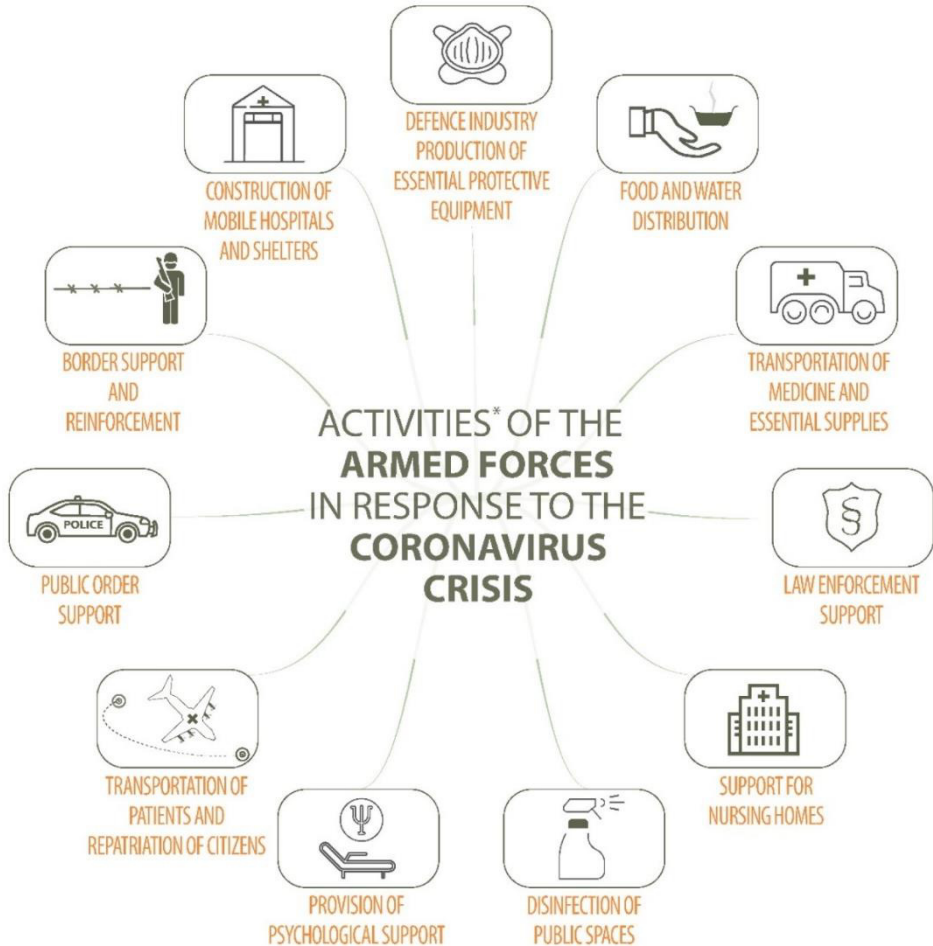 DEFENCE INDUSTRY
PRODUCTION OF
ESSENTIAL PROTECTIVE
EQUIPMENT
FOOD AND WATER
DISTRIBUTION
TRANSPORTATION OF
MEDICINE AND
ESSENTIAL SUPPLIES
§
LAW ENFORCEMENT
SUPPORT
SUPPORT FOR
NURSING HOMES
DISINFECTION OF
PUBLIC SPACES
Ψ
PROVISION OF
PSYCHOLOGICAL SUPPORT
TRANSPORTATION OF
PATIENTS AND
REPATRIATION OF CITIZENS
POLICE
PUBLIC ORDER
SUPPORT
BORDER SUPPORT
AND
REINFORCEMENT
CONSTRUCTION OF
MOBILE HOSPITALS
AND SHELTERS
ACTIVITIES* OF THE
ARMED FORCES
IN RESPONSE TO THE
CORONAVIRUS
CRISIS